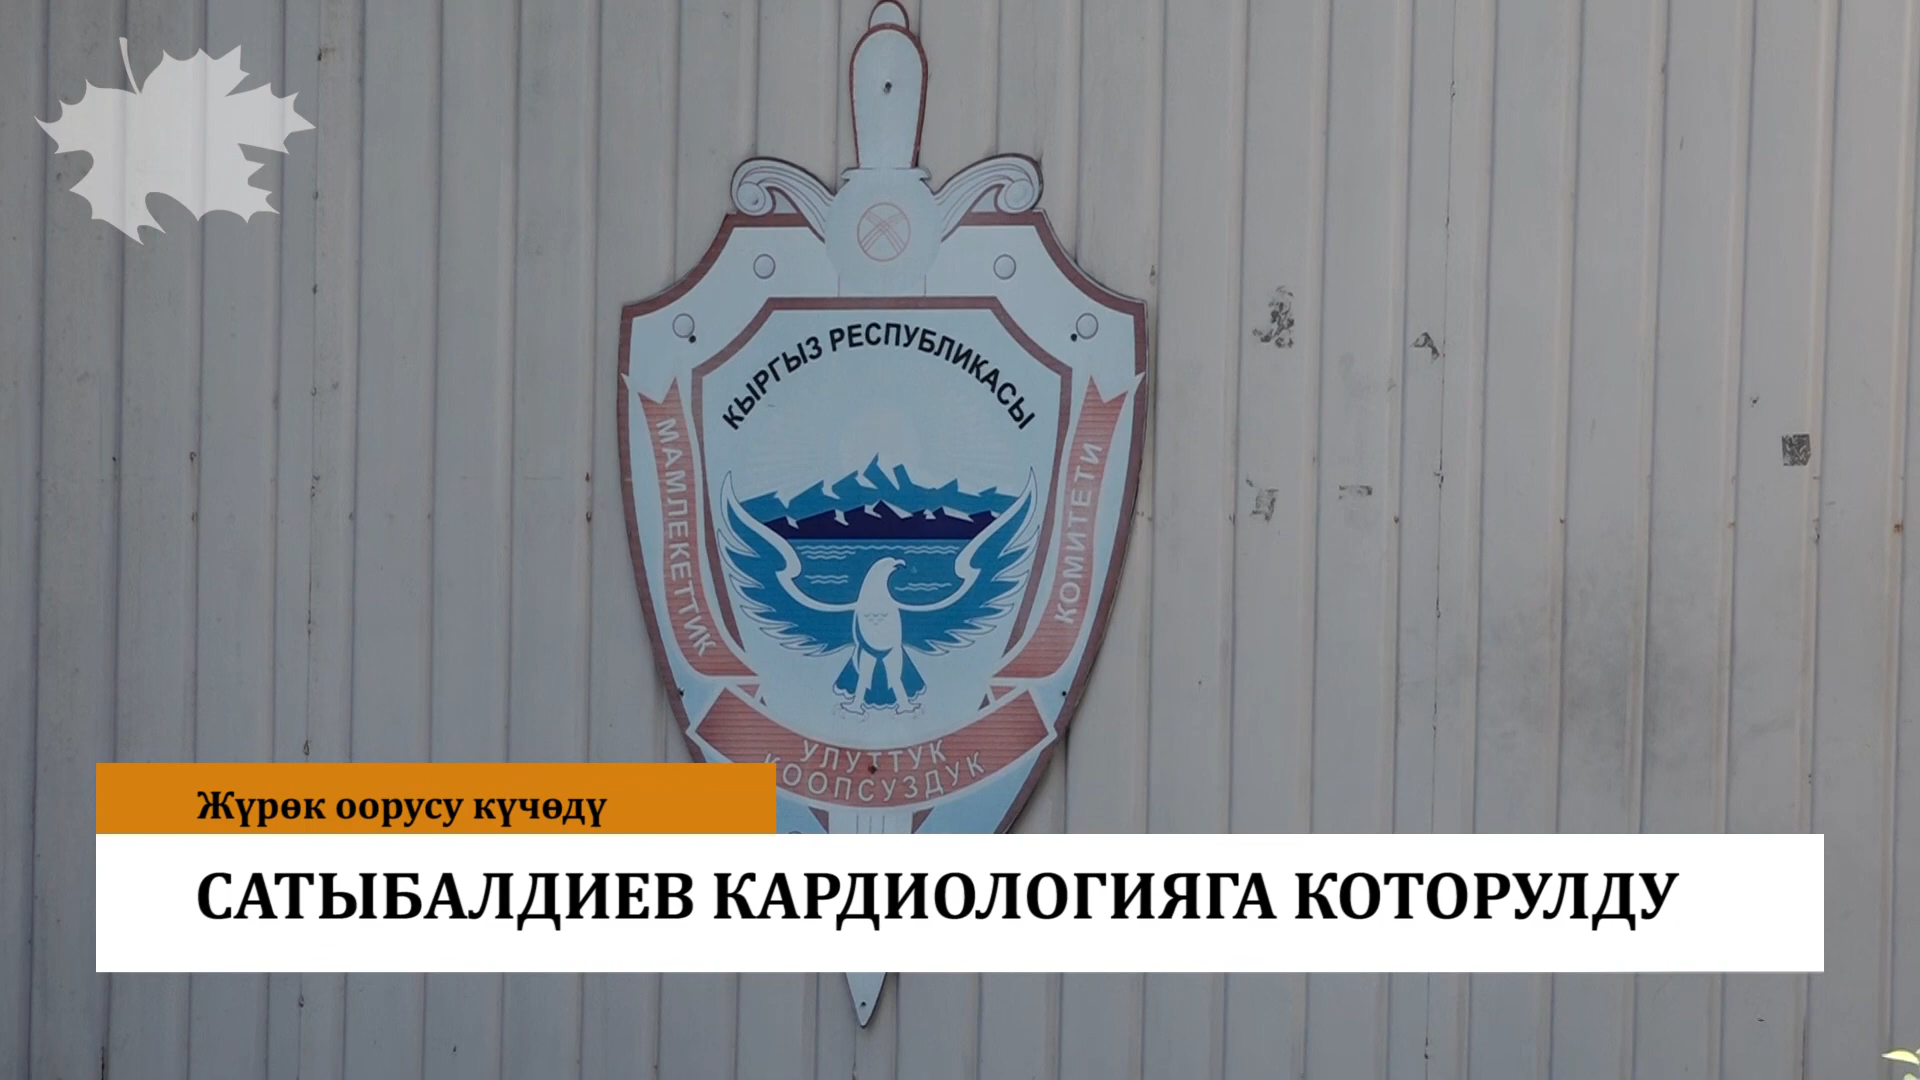 КЫРГЫЗ РЕСПУБЛИКАСЫ
МАМЛЕКЕТТИК
КОМИТЕТИ
УЛУТТУК
КООПСУЗДУК
Жүрөк оорусу күчөдү
САТЫБАЛДИЕВ КАРДИОЛОГИЯГА КОТОРУЛДУ